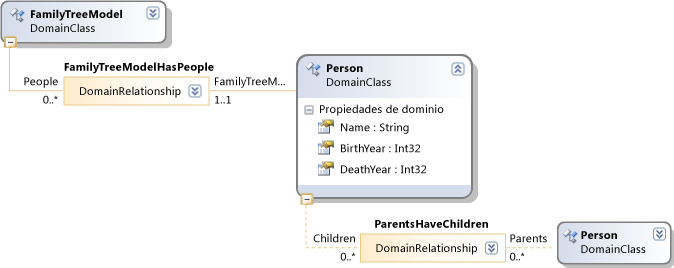 FamilyTreeModel
DomainClass
FamilyTreeModelHasPeople
People
DomainRelationship
FamilyTreeM...
0..*
1..1
Person
DomainClass
Propiedades de dominio
Name : String
BirthYear : Int32
DeathYear : Int32
ParentsHaveChildren
Children
DomainRelationship
Parents
0..*
0..*
Person
DomainClass